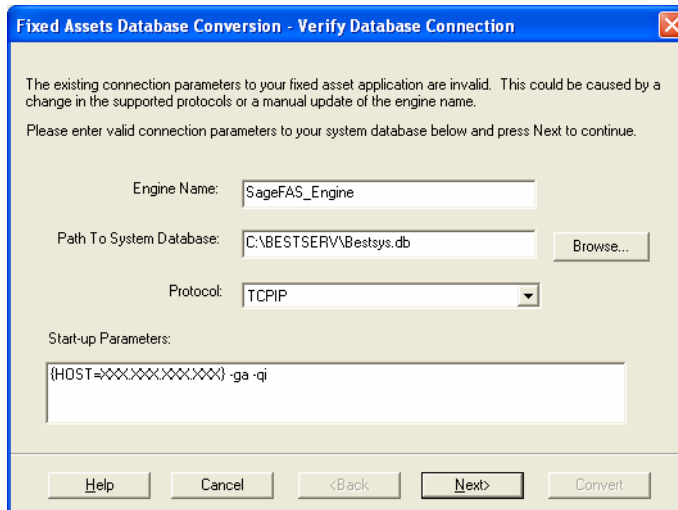 Fixed Assets Database Conversion - Verify Database Connection
The existing connection parameters to your fixed asset application are invalid. This could be caused by a
change in the supported protocols or a manual update of the engine name.
Please enter valid connection parameters to your system database below and press Next to continue.
Engine Name: SageFAS_Engine
Path To System Database: C:\BESTSERV\Bestsys.db Browse...
Protocol: TCPIP
Start-up Parameters:
{HOST=XXX.XXX.XXX.XXX} -ga -qi
Help Cancel <Back Next> Convert